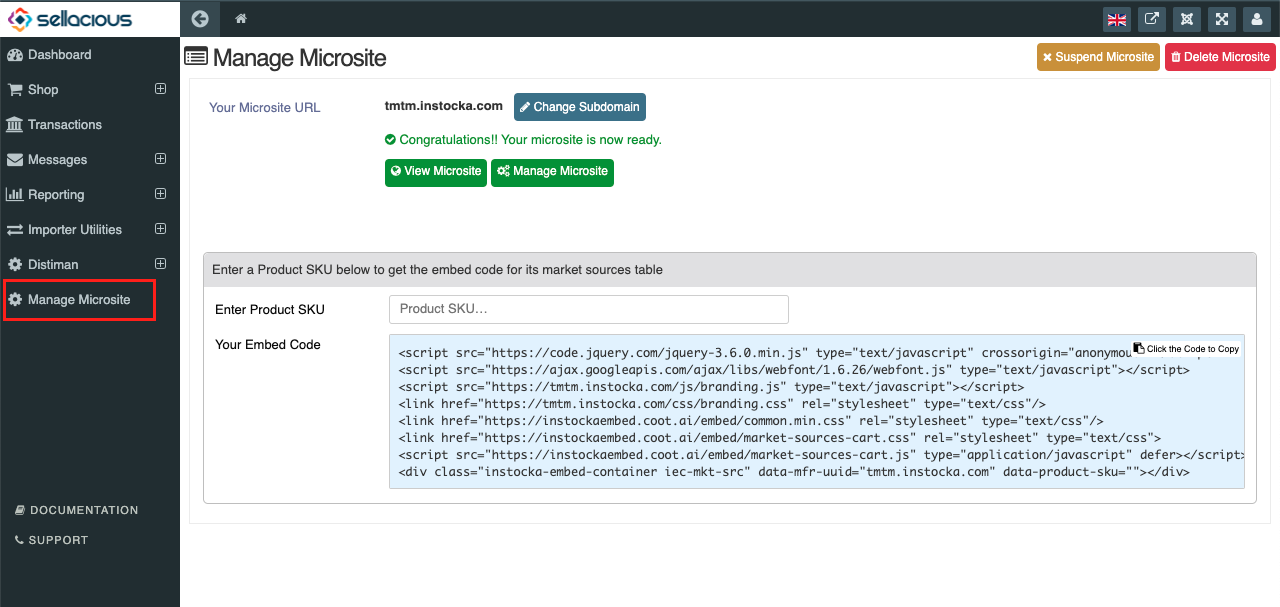 sellacious
Dashboard
Shop
Transactions
Messages
Reporting
Importer Utilities
Distiman
Manage Microsite
DOCUMENTATION
SUPPORT
Manage Microsite
Suspend Microsite
Delete Microsite
Your Microsite URL
tmtm.instocka.com
Change Subdomain
Congratulations!! Your microsite is now ready.
View Microsite
Manage Microsite
Enter a Product SKU below to get the embed code for its market sources table
Enter Product SKU
Product SKU...
Your Embed Code
Click the Code to Copy
<script src="https://code.jquery.com/jquery-3.6.0.min.js" type="text/javascript" crossorigin="anonymou
<script src="https://ajax.googleapis.com/ajax/libs/webfont/1.6.26/webfont.js" type="text/javascript"></script>
<script src="https://tmtm.instocka.com/js/branding.js" type="text/javascript"></script>
<link href="https://tmtm.instocka.com/css/branding.css" rel="stylesheet" type="text/css"/>
<link href="https://instockaembed.coot.ai/embed/common.min.css" rel="stylesheet" type="text/css"/>
<link href="https://instockaembed.coot.ai/embed/market-sources-cart.css" rel="stylesheet" type="text/css">
<script src="https://instockaembed.coot.ai/embed/market-sources-cart.js" type="application/javascript" defer></script>
<div class="instocka-embed-container iec-mkt-src" data-mfr-uuid="tmtm.instocka.com" data-product-sku=""></div>